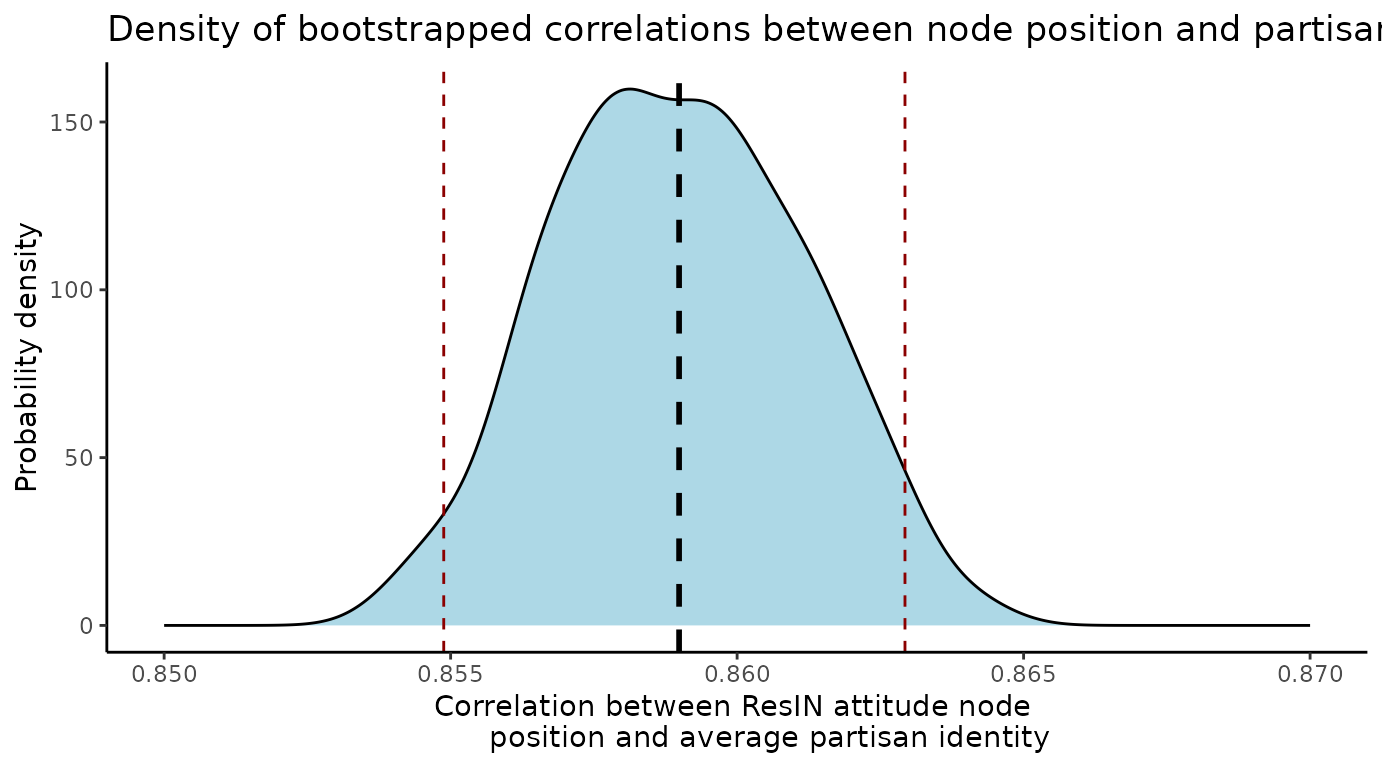 Density of bootstrapped correlations between node position and partisan
150
100
50
0
Probability density
0.850 0.855 0.860 0.865 0.870
Correlation between ResIN attitude node
position and average partisan identity